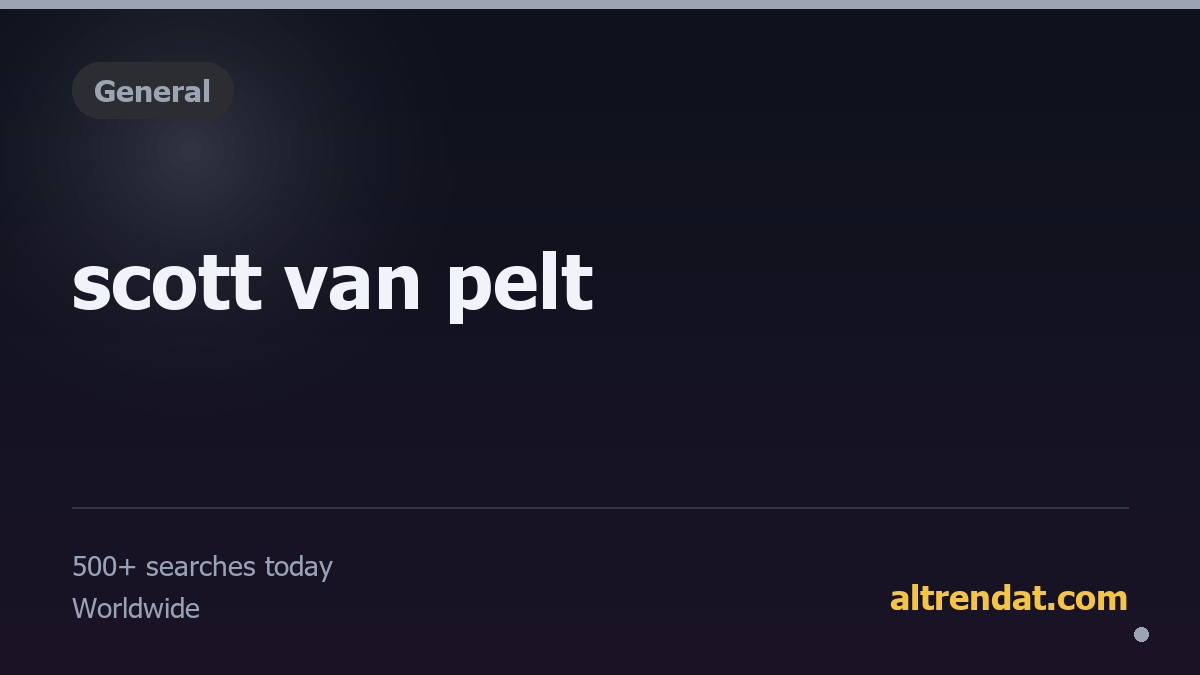 General
scott van pelt
500+ searches today
Worldwide
altrendat.com